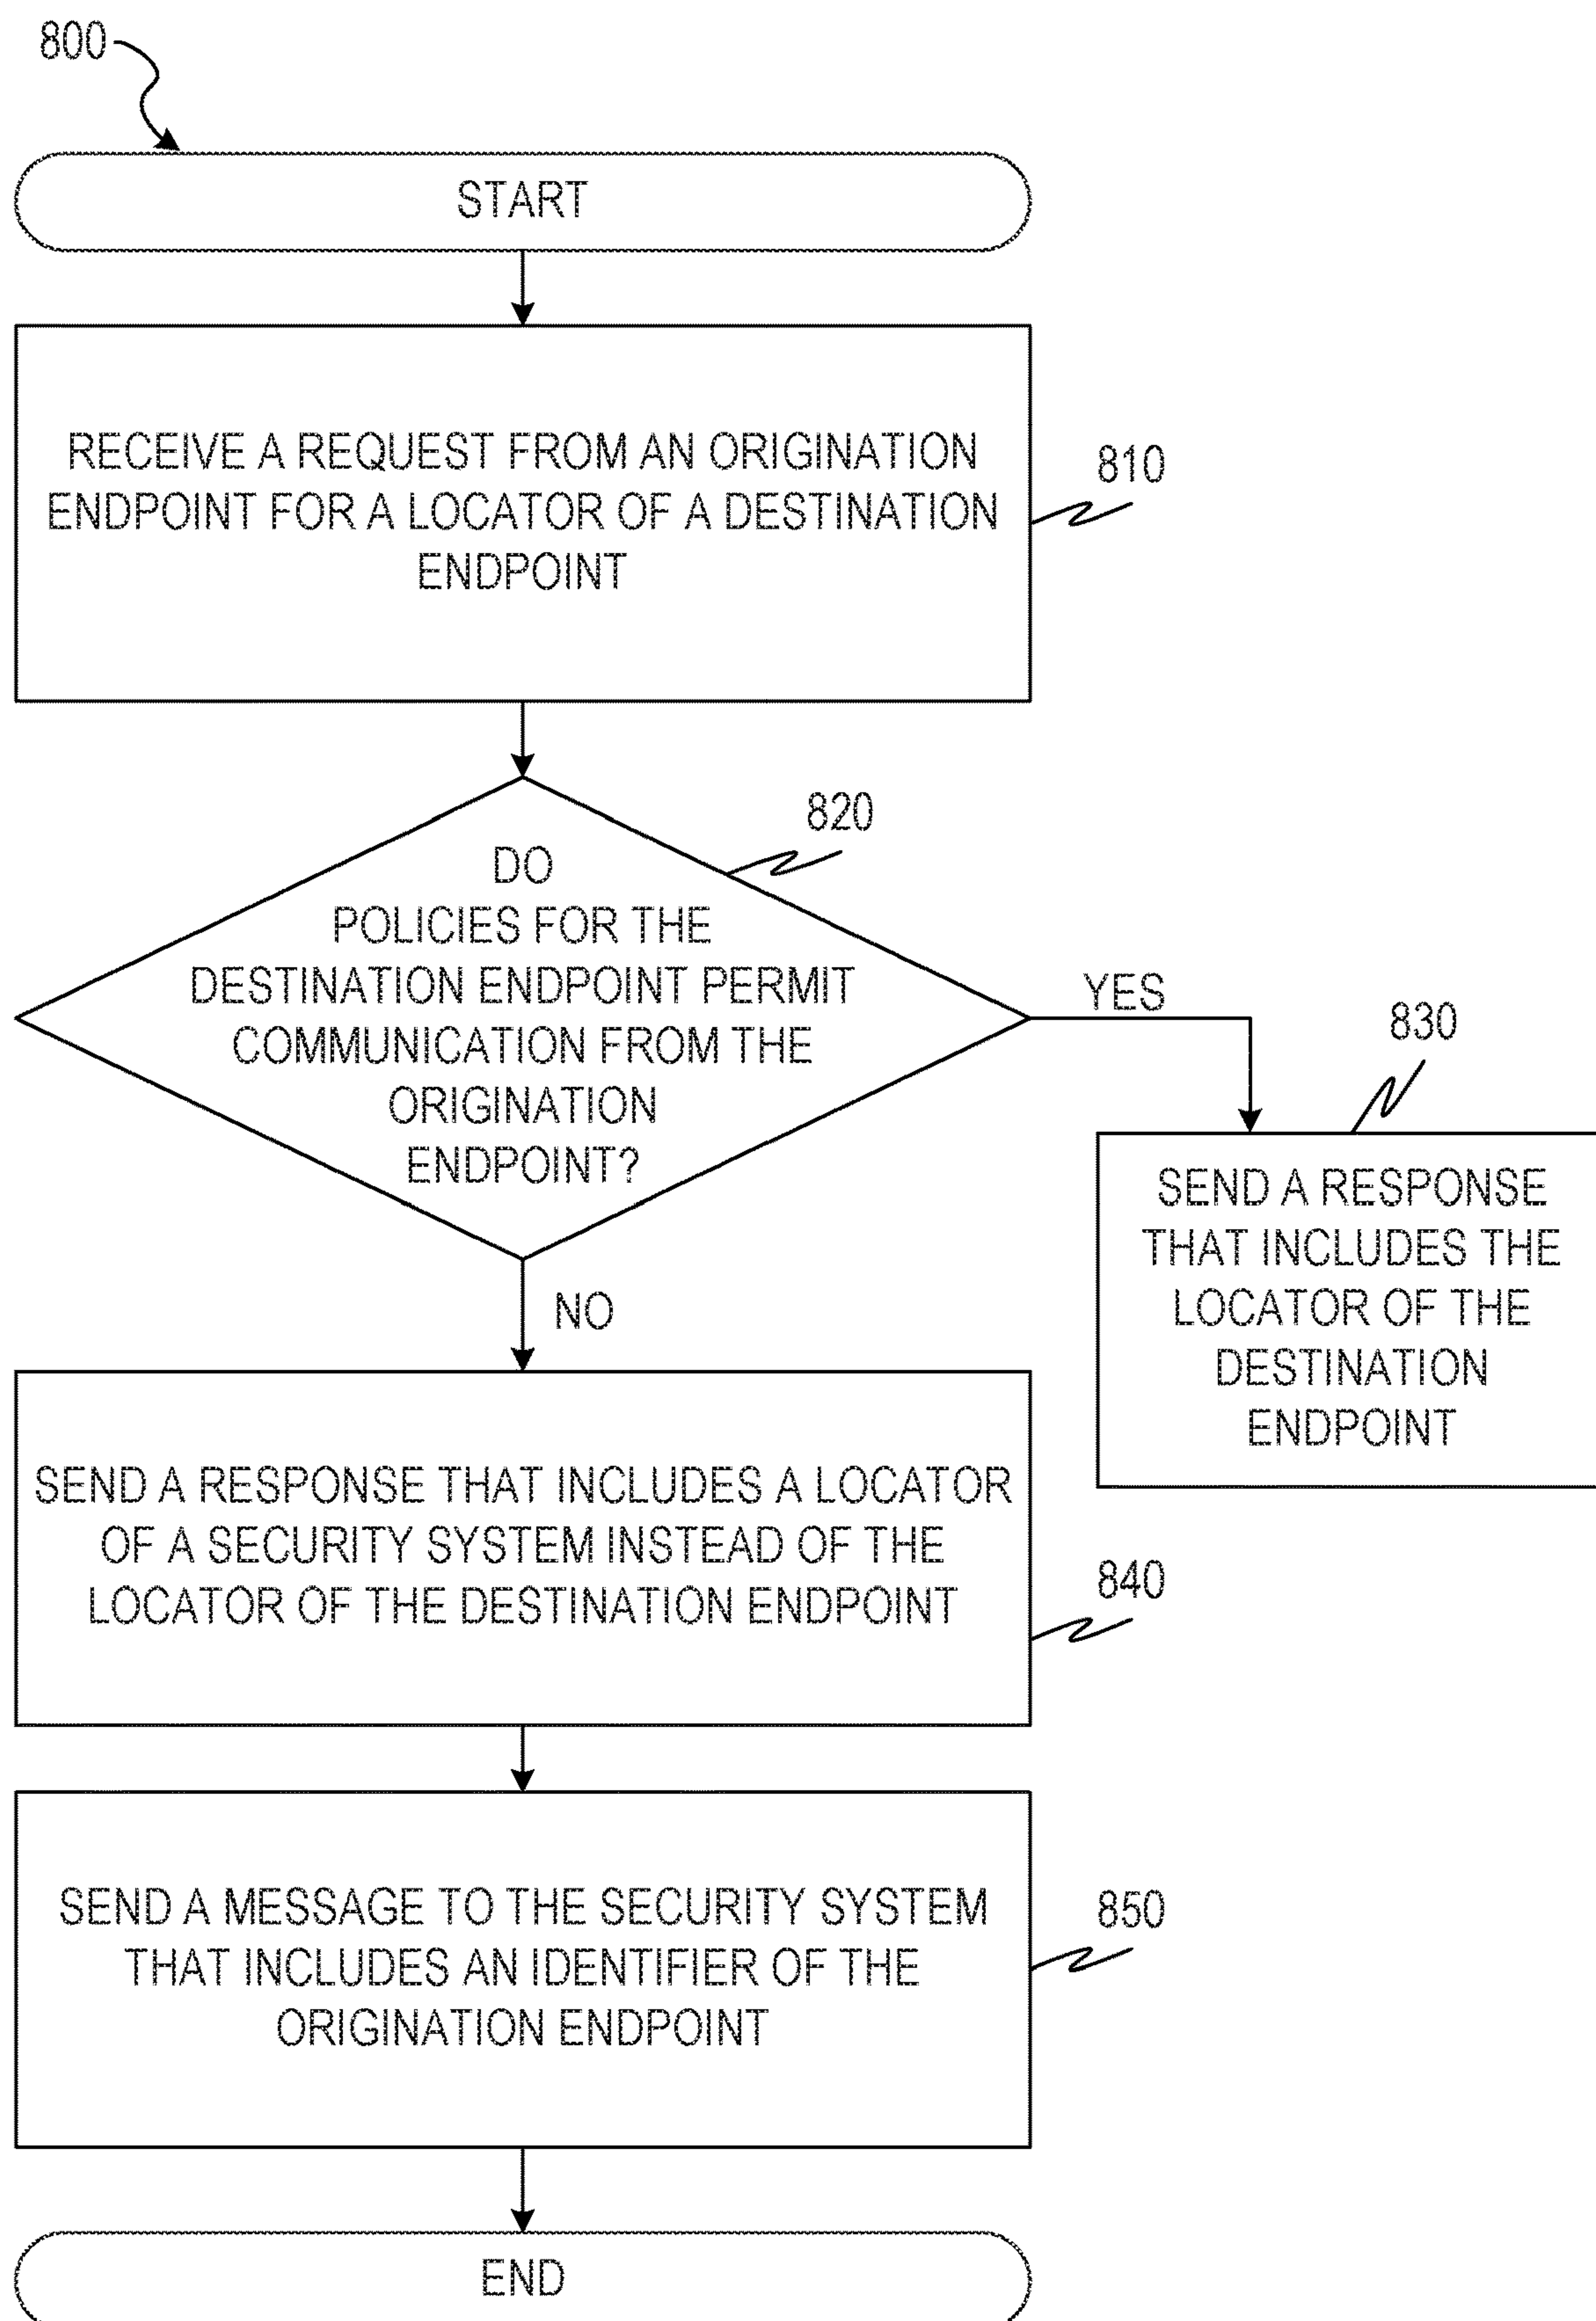 800
START
RECEIVE A REQUEST FROM AN ORIGINATION
ENDPOINT FOR A LOCATOR OF A DESTINATION
ENDPOINT
810
820
DO
POLICIES FOR THE
DESTINATION ENDPOINT PERMIT
COMMUNICATION FROM THE
ORIGINATION
ENDPOINT?
YES
830
SEND A RESPONSE
THAT INCLUDES THE
LOCATOR OF THE
DESTINATION
ENDPOINT
NO
SEND A RESPONSE THAT INCLUDES A LOCATOR
OF A SECURITY SYSTEM INSTEAD OF THE
LOCATOR OF THE DESTINATION ENDPOINT
840
SEND A MESSAGE TO THE SECURITY SYSTEM
THAT INCLUDES AN IDENTIFIER OF THE
ORIGINATION ENDPOINT
850
END